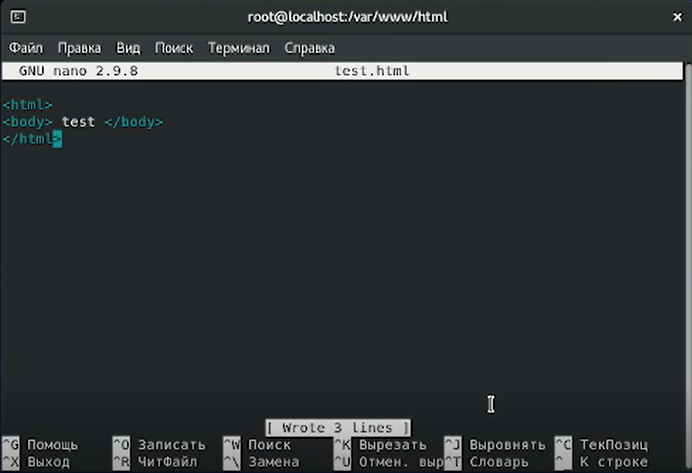 root@localhost:/var/www/html
Файл Правка Вид Поиск Терминал Справка
GNU nano 2.9.8 test.html
<html>
<body> test </body>
</html>
[ Wrote 3 lines ]
^G Помощь ^O Записать ^W Поиск ^K Вырезать ^J Выровнять ^C ТекПозиц
^X Выход ^R ЧитФайл ^\ Замена ^U Отмен. выр^T Словарь ^_ К строке